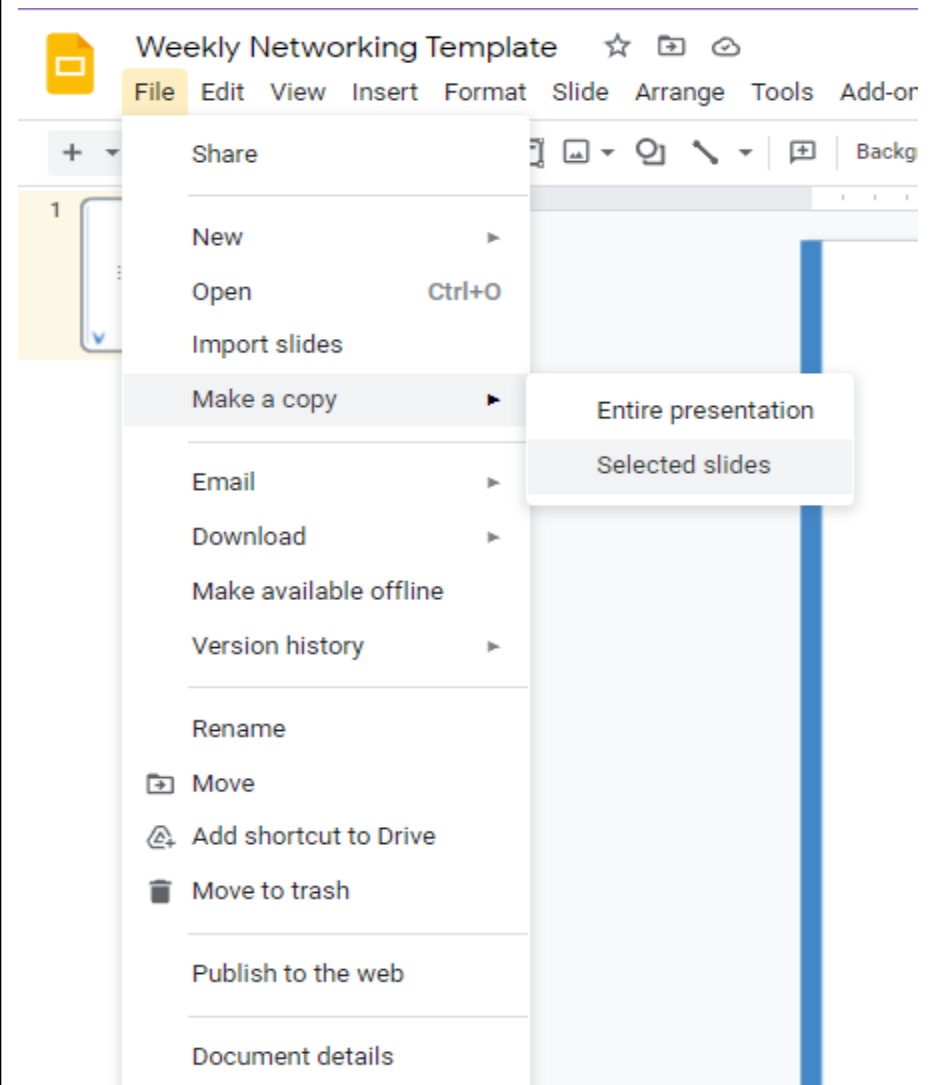 Weekly Networking Template
File Edit View Insert Format Slide Arrange Tools Add-on
Backg
1
Share
New
Open Ctrl+O
Import slides
Make a copy
Entire presentation
Selected slides
Email
Download
Make available offline
Version history
Rename
Move
Add shortcut to Drive
Move to trash
Publish to the web
Document details